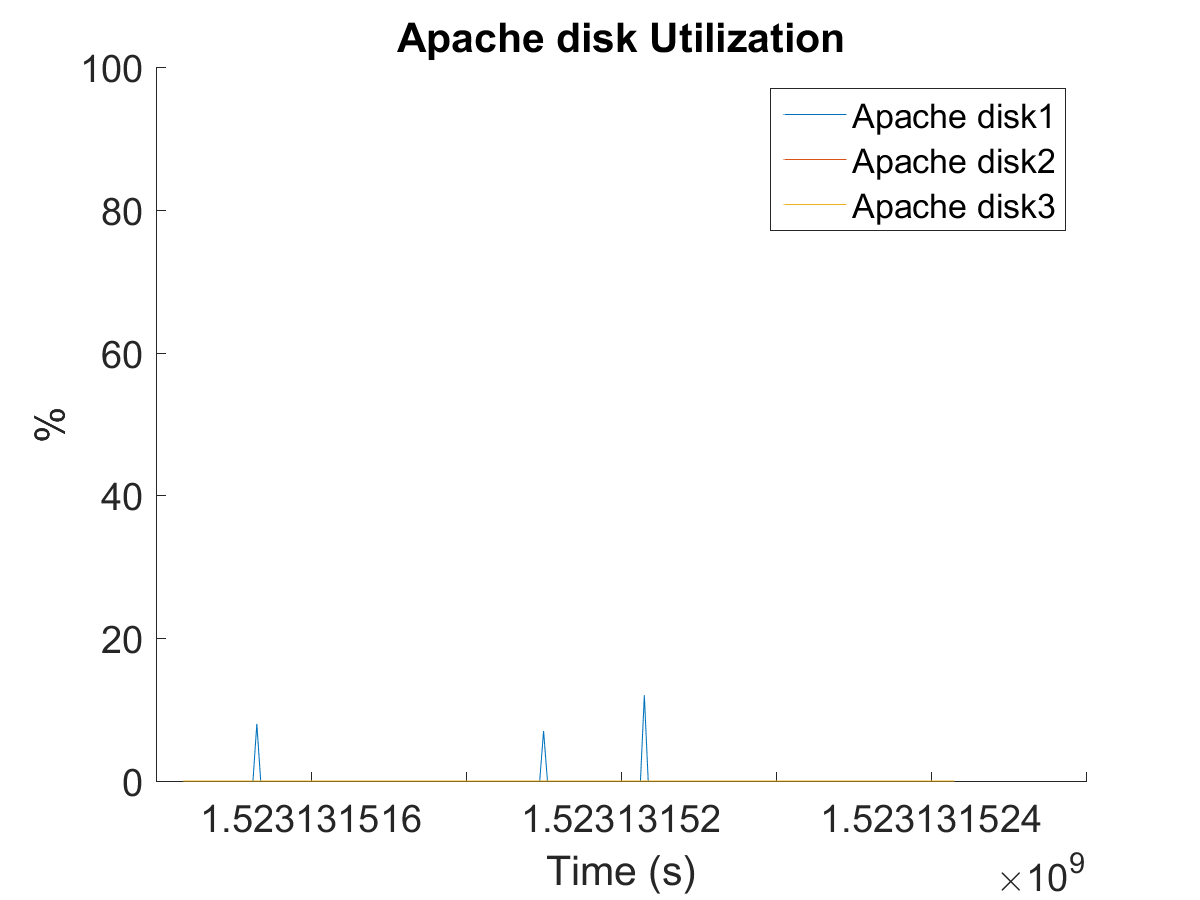 Apache disk Utilization
100
80
60
40
20
0
%
Apache disk1
Apache disk2
Apache disk3
1.523131516
1.52313152
1.523131524
Time (s)
×10⁹